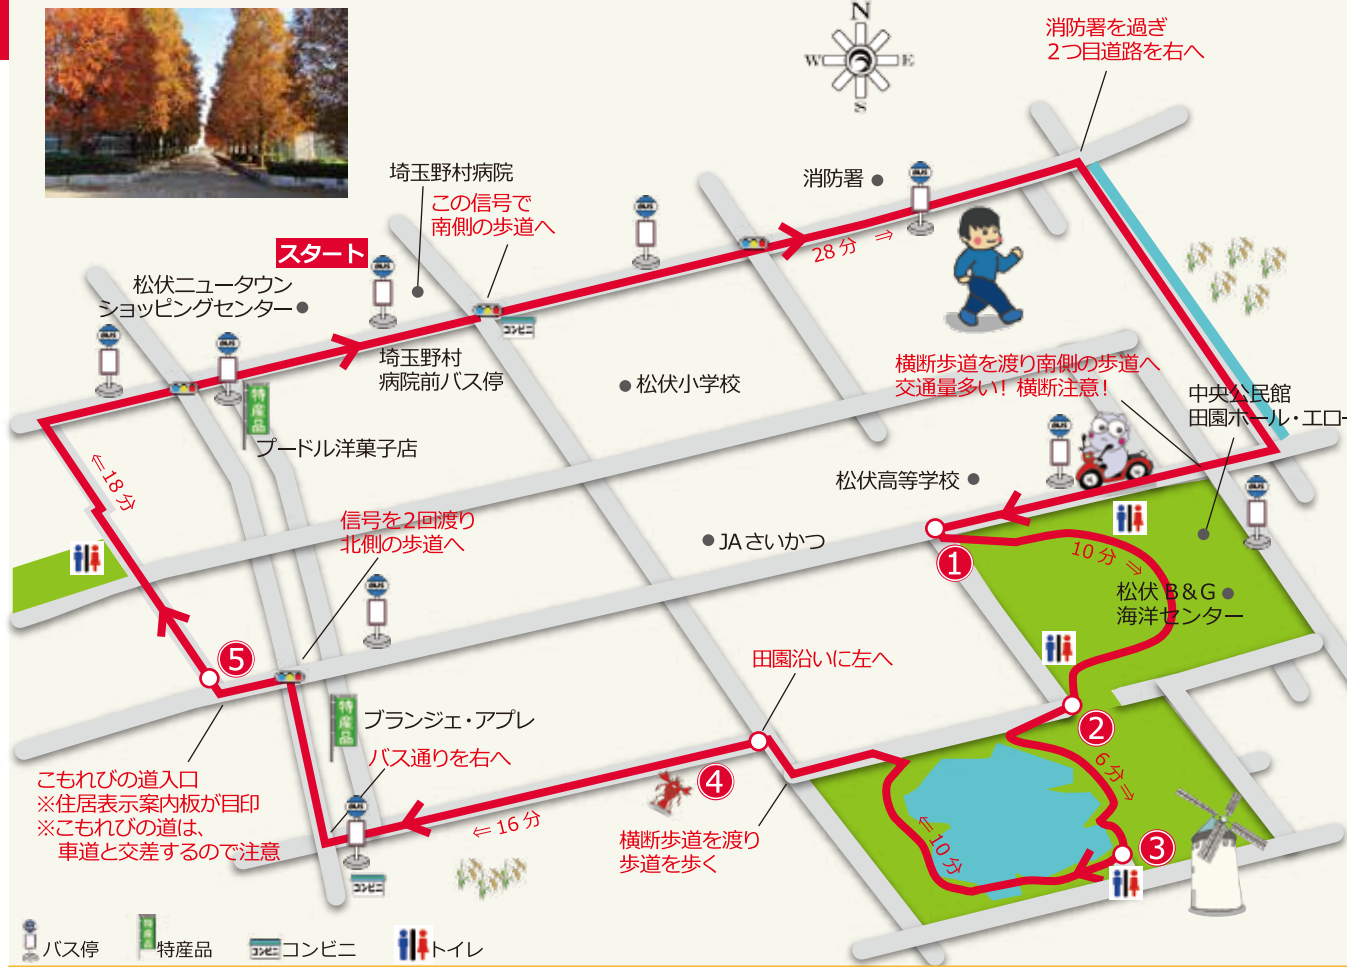 N
W
E
S
消防署を過ぎ
2つ目道路を右へ
埼玉野村病院
この信号で
南側の歩道へ
消防署
スタート
松伏ニュータウン
ショッピングセンター
28分 ⇒
コンビニ
埼玉野村
病院前バス停
松伏小学校
横断歩道を渡り南側の歩道へ
交通量多い！横断注意！
中央公民館
田園ホール・エロー
特産品
プードル洋菓子店
⇐18分
松伏高等学校
信号を2回渡り
北側の歩道へ
JAさいかつ
1
10分 ⇒
松伏 B&G
海洋センター
5
田園沿いに左へ
特産品
ブランジェ・アプレ
2
バス通りを右へ
こもれびの道入口
※住居表示案内板が目印
※こもれびの道は、
車道と交差するので注意
4
6分⇒
⇐16分
横断歩道を渡り
歩道を歩く
⇐10分
3
コンビニ
BUS
バス停
特産品
特産品
コンビニ
コンビニ
トイレ